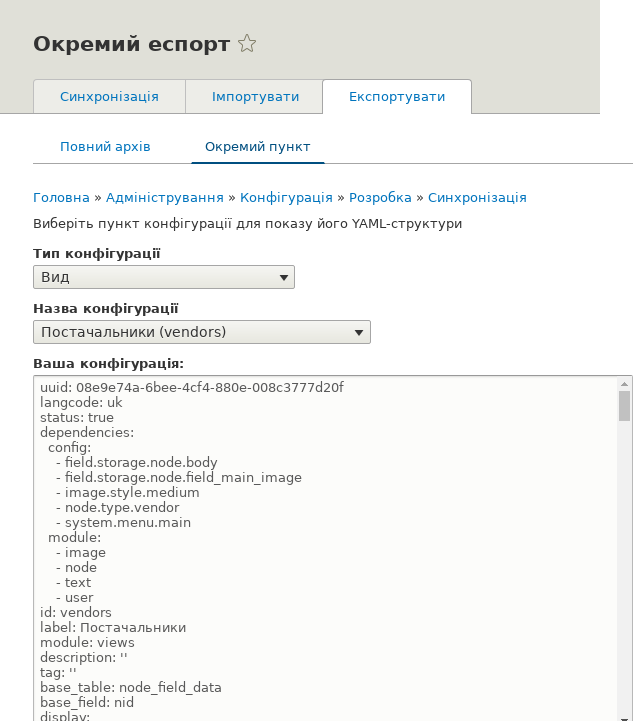 Окремий еспорт
Синхронізація Імпортувати Експортувати
Повний архів Окремий пункт
Головна » Адміністрування » Конфігурація » Розробка » Синхронізація
Виберіть пункт конфігурації для показу його YAML-структури
Тип конфігурації
Вид
Назва конфігурації
Постачальники (vendors)
Ваша конфігурація:
uuid: 08e9e74a-6bee-4cf4-880e-008c3777d20f
langcode: uk
status: true
dependencies:
  config:
    - field.storage.node.body
    - field.storage.node.field_main_image
    - image.style.medium
    - node.type.vendor
    - system.menu.main
  module:
    - image
    - node
    - text
    - user
id: vendors
label: Постачальники
module: views
description: ''
tag: ''
base_table: node_field_data
base_field: nid
display: